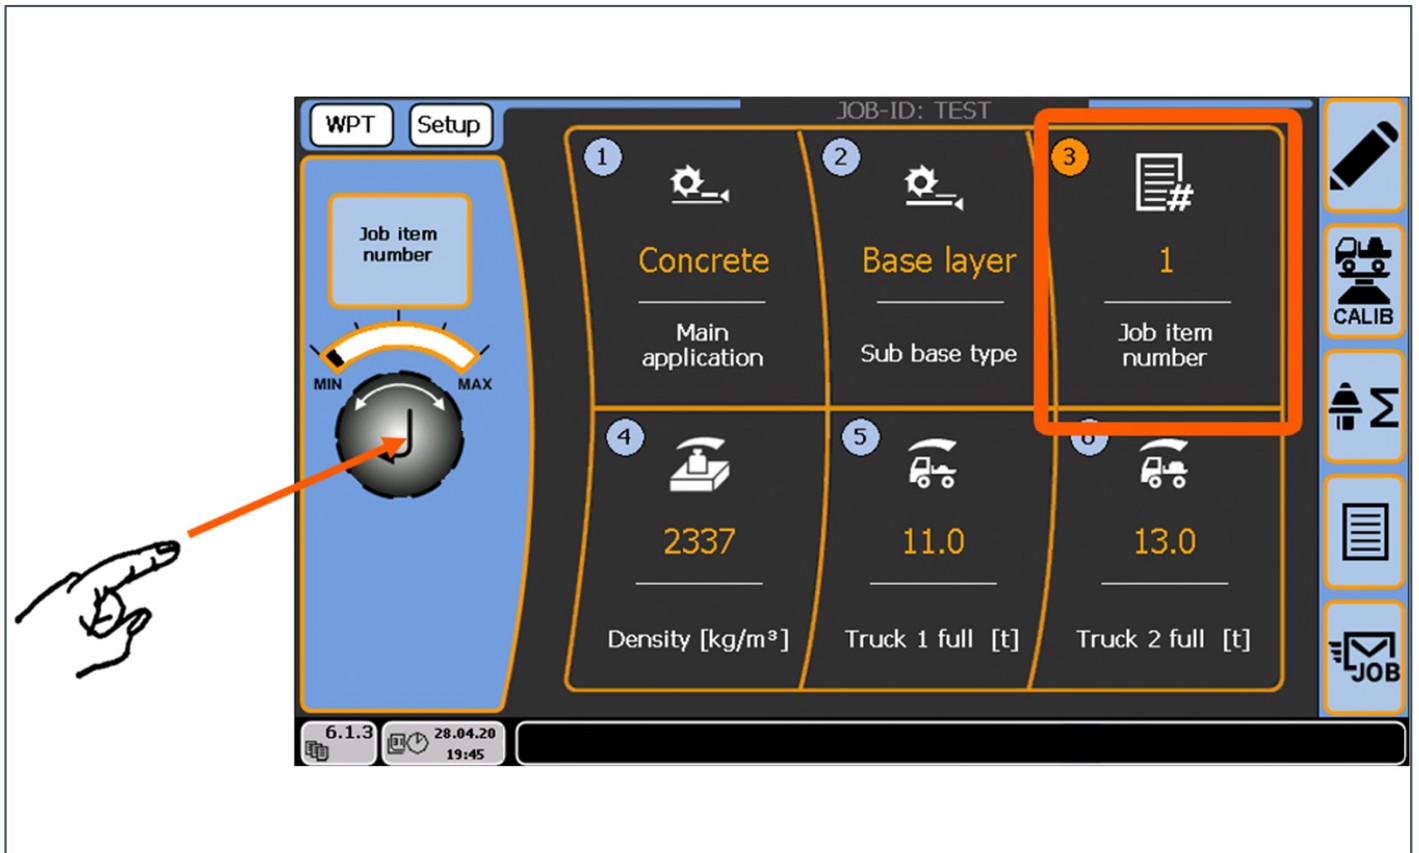 WPT
Setup
JOB-ID: TEST
Job item
number
MIN
MAX
1
Concrete
Main
application
2
Base layer
Sub base type
3
#
1
Job item
number
4
2337
Density [kg/m³]
5
11.0
Truck 1 full [t]
6
13.0
Truck 2 full [t]
CALIB
Σ
JOB
6.1.3
31
28.04.20
19:45